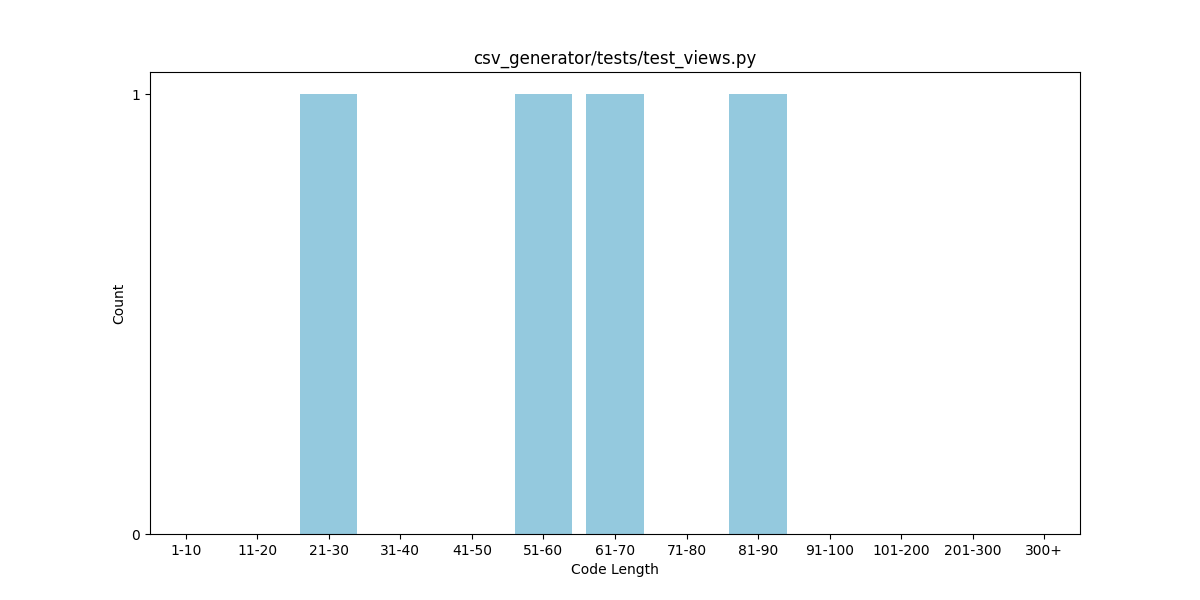 csv_generator/tests/test_views.py
1
Count
0
1-10 11-20 21-30 31-40 41-50 51-60 61-70 71-80 81-90 91-100 101-200 201-300 300+
Code Length